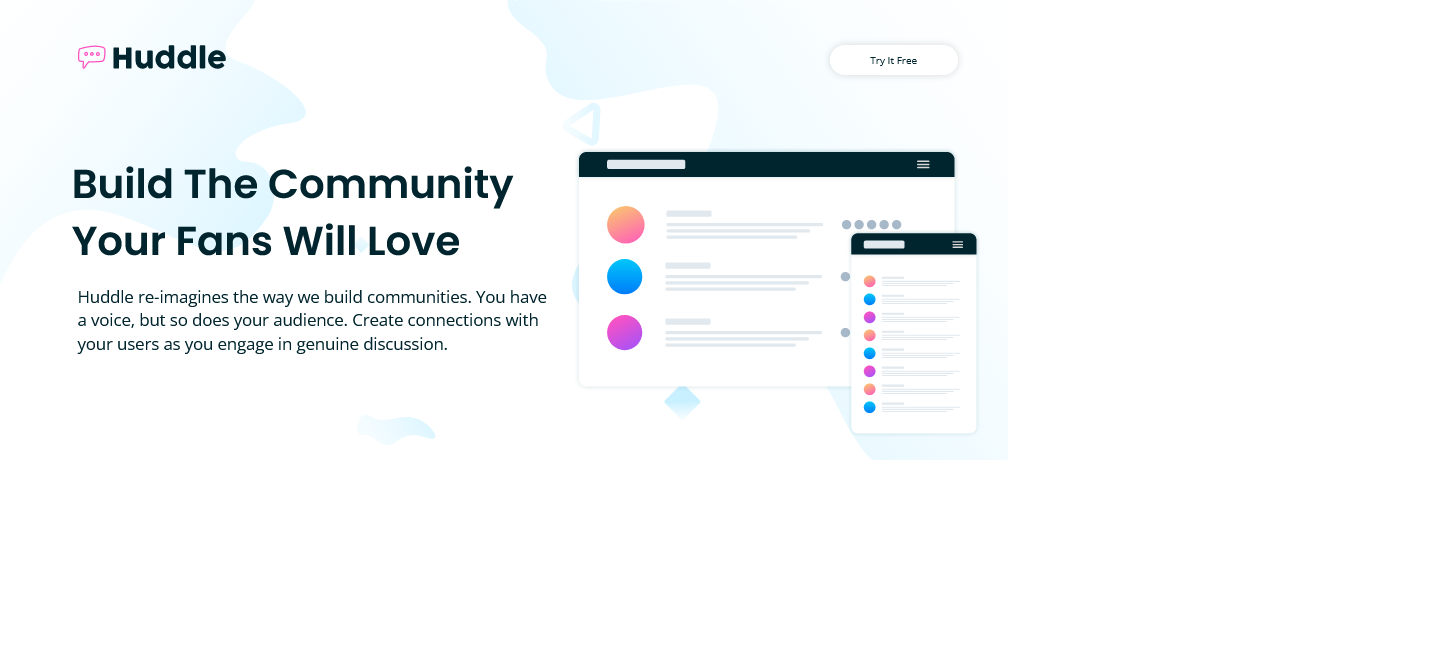 Huddle
Try It Free
Build The Community
Your Fans Will Love
Huddle re-imagines the way we build communities. You have
a voice, but so does your audience. Create connections with
your users as you engage in genuine discussion.